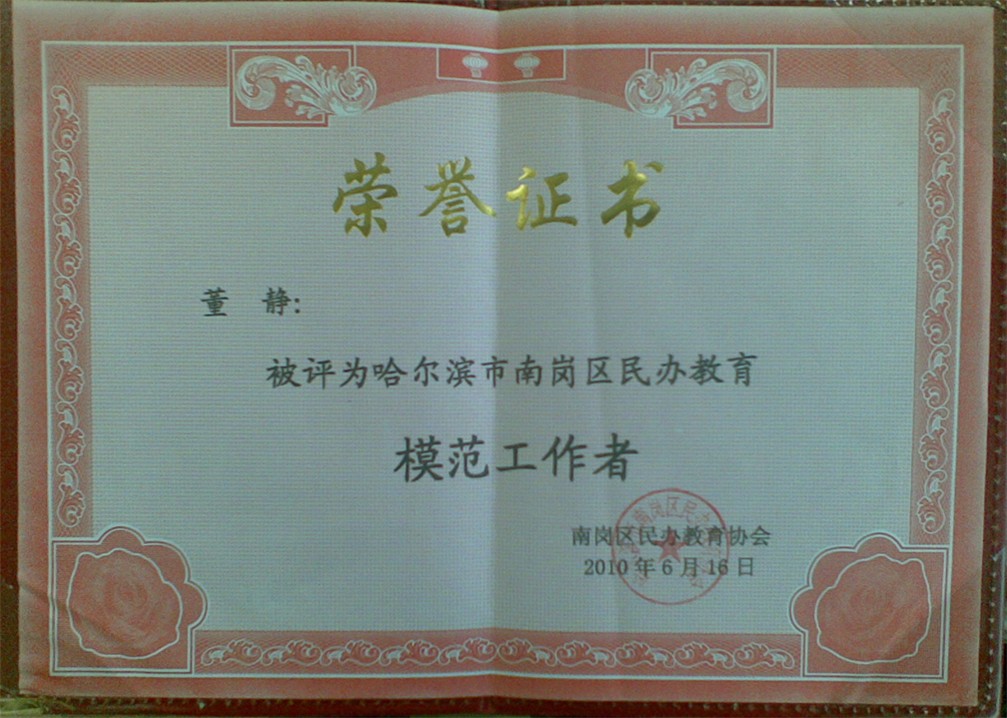 荣誉证书
董 静:
被评为哈尔滨市南岗区民办教育
模范工作者
南岗区民办教育协会
2010年6月16日